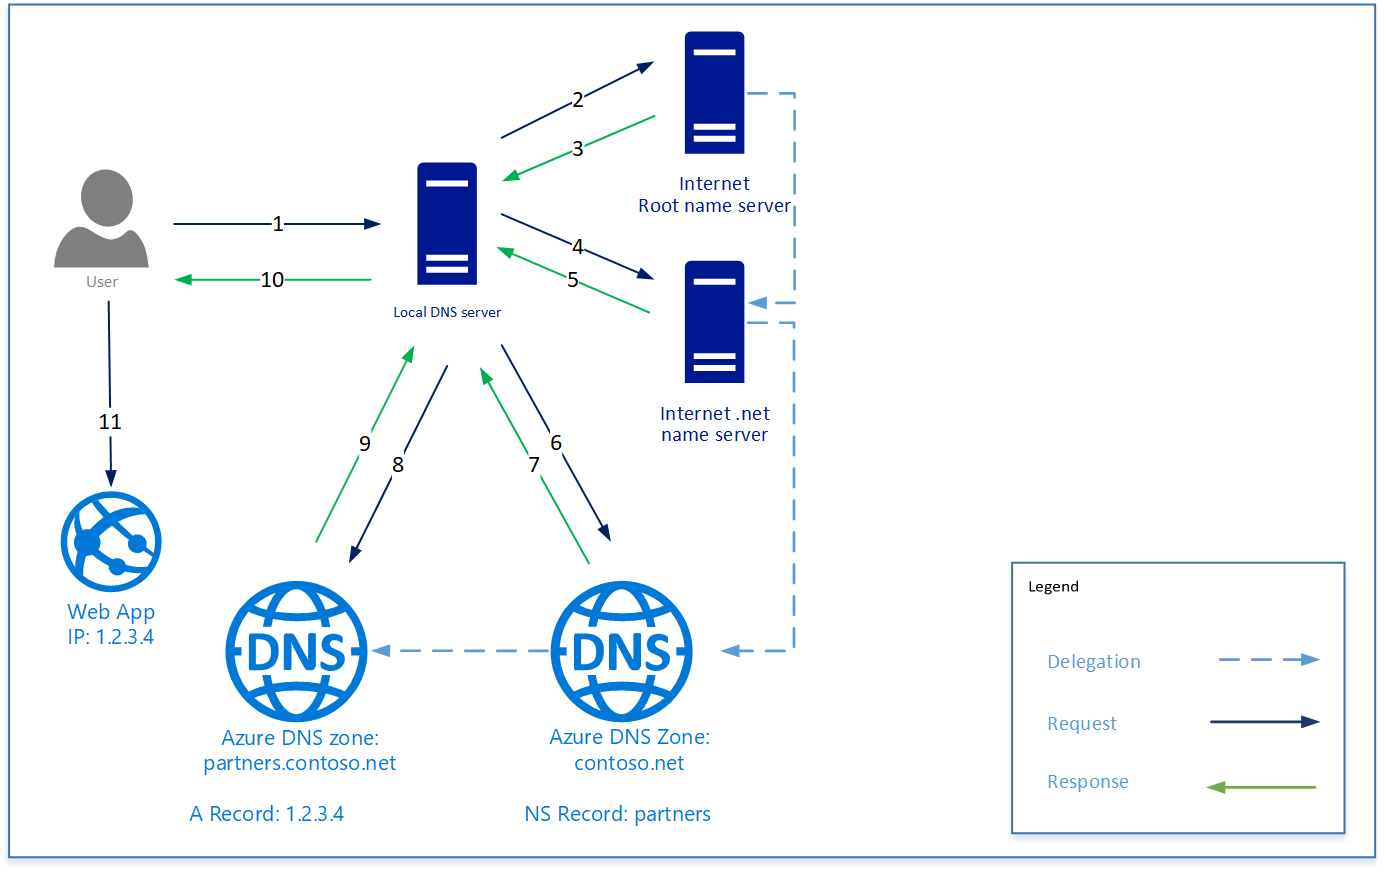 2
3
Internet
Root name server
1
4
User
10
5
Local DNS server
Internet .net
name server
11
9
8
6
7
Web App
IP: 1.2.3.4
DNS
DNS
Azure DNS zone:
partners.contoso.net
A Record: 1.2.3.4
Azure DNS Zone:
contoso.net
NS Record: partners
Legend
Delegation
Request
Response